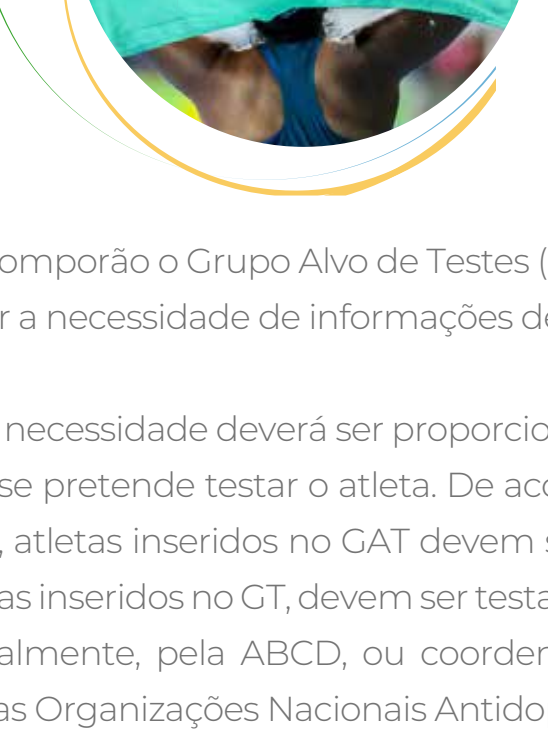 omporão o Grupo Alvo de Testes (
r a necessidade de informações de
necessidade deverá ser proporcio
se pretende testar o atleta. De aco
, atletas inseridos no GAT devem s
as inseridos no GT, devem ser testa
almente, pela ABCD, ou coorden
as Organizações Nacionais Antido